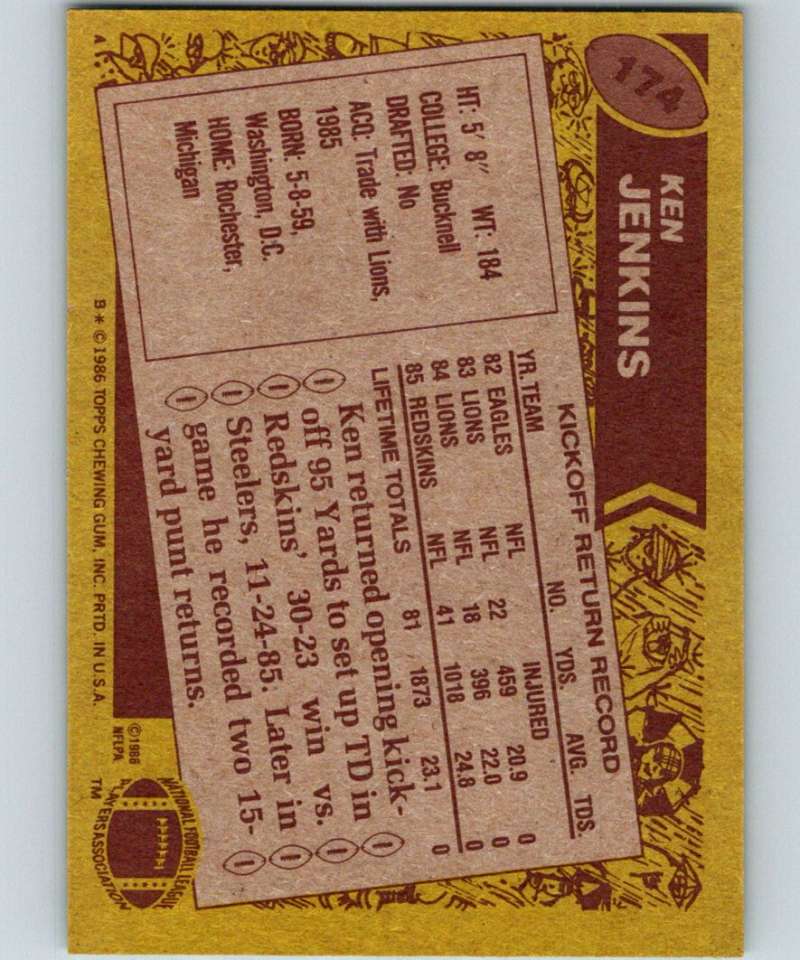 174
KEN
JENKINS
HT: 5' 8" WT: 184
COLLEGE: Bucknell
DRAFTED: No
ACQ: Trade with Lions,
1985
BORN: 5-8-59,
Washington, D.C.
HOME: Rochester,
Michigan
KICKOFF RETURN RECORD
YR. TEAM NO. YDS. AVG. TDS.
82 EAGLES NFL INJURED
83 LIONS NFL 22 459 20.9 0
84 LIONS NFL 18 396 22.0 0
85 REDSKINS NFL 41 1018 24.8 0
LIFETIME TOTALS 81 1873 23.1 0
Ken returned opening kick-
off 95 Yards to set up TD in
Redskins' 30-23 win vs.
Steelers, 11-24-85. Later in
game he recorded two 15-
yard punt returns.
B * © 1986 TOPPS CHEWING GUM, INC. PRTD. IN U.S.A.
© 1986
NFLPA
NATIONAL FOOTBALL LEAGUE
PLAYERS ASSOCIATION
TM